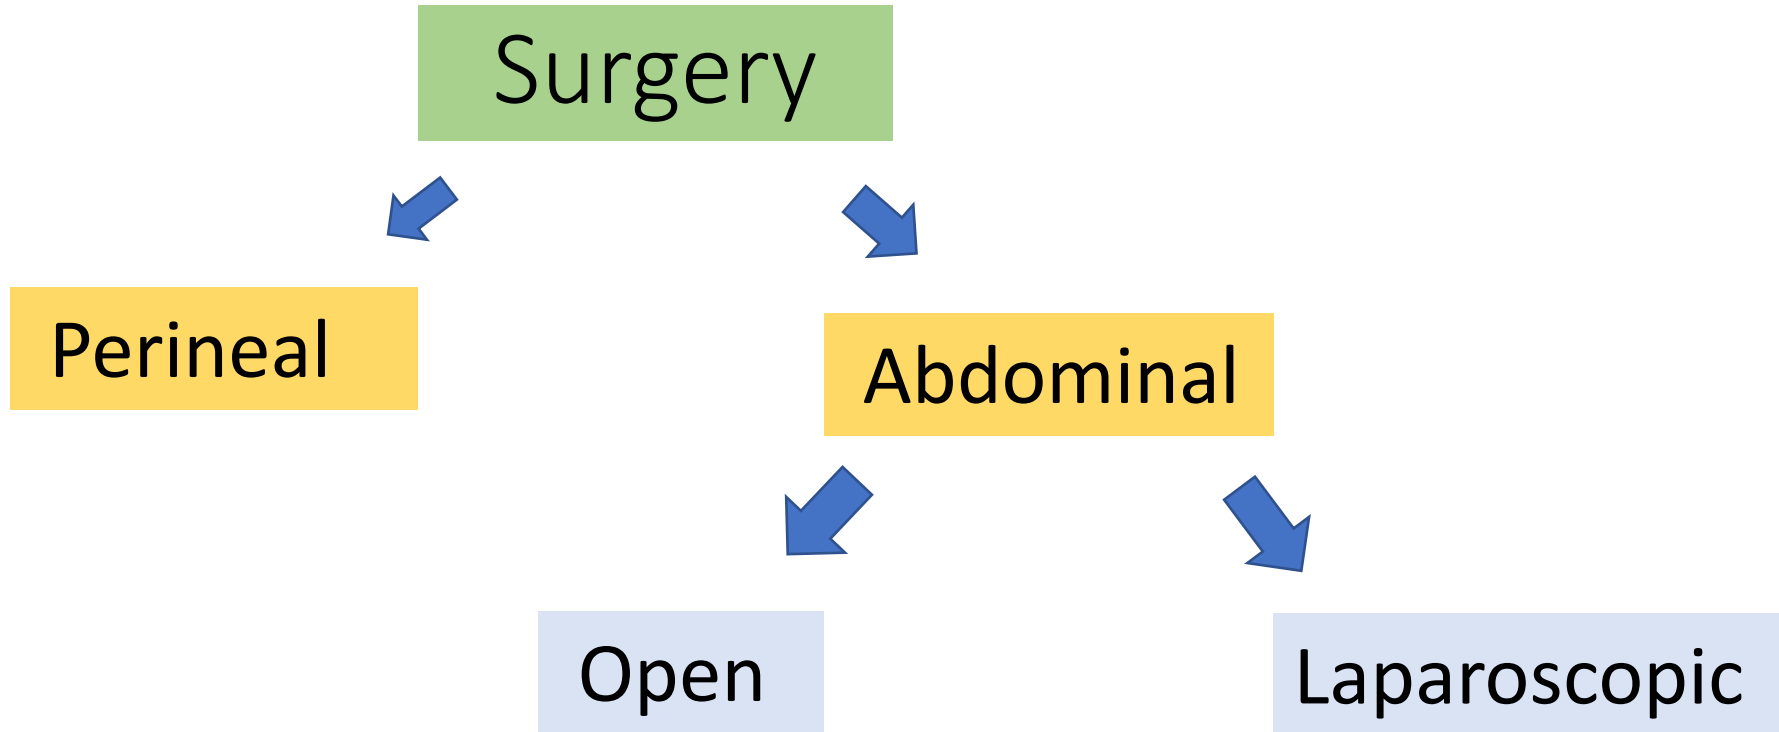 Surgery
Perineal
Abdominal
Open
Laparoscopic